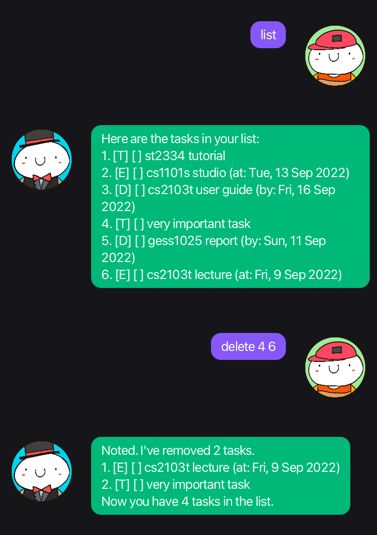 list
Here are the tasks in your list:
1. [T] [ ] st2334 tutorial
2. [E] [ ] cs1101s studio (at: Tue, 13 Sep 2022)
3. [D] [ ] cs2103t user guide (by: Fri, 16 Sep
2022)
4. [T] [ ] very important task
5. [D] [ ] gess1025 report (by: Sun, 11 Sep
2022)
6. [E] [ ] cs2103t lecture (at: Fri, 9 Sep 2022)
delete 4 6
Noted. I've removed 2 tasks.
1. [E] [ ] cs2103t lecture (at: Fri, 9 Sep 2022)
2. [T] [ ] very important task
Now you have 4 tasks in the list.